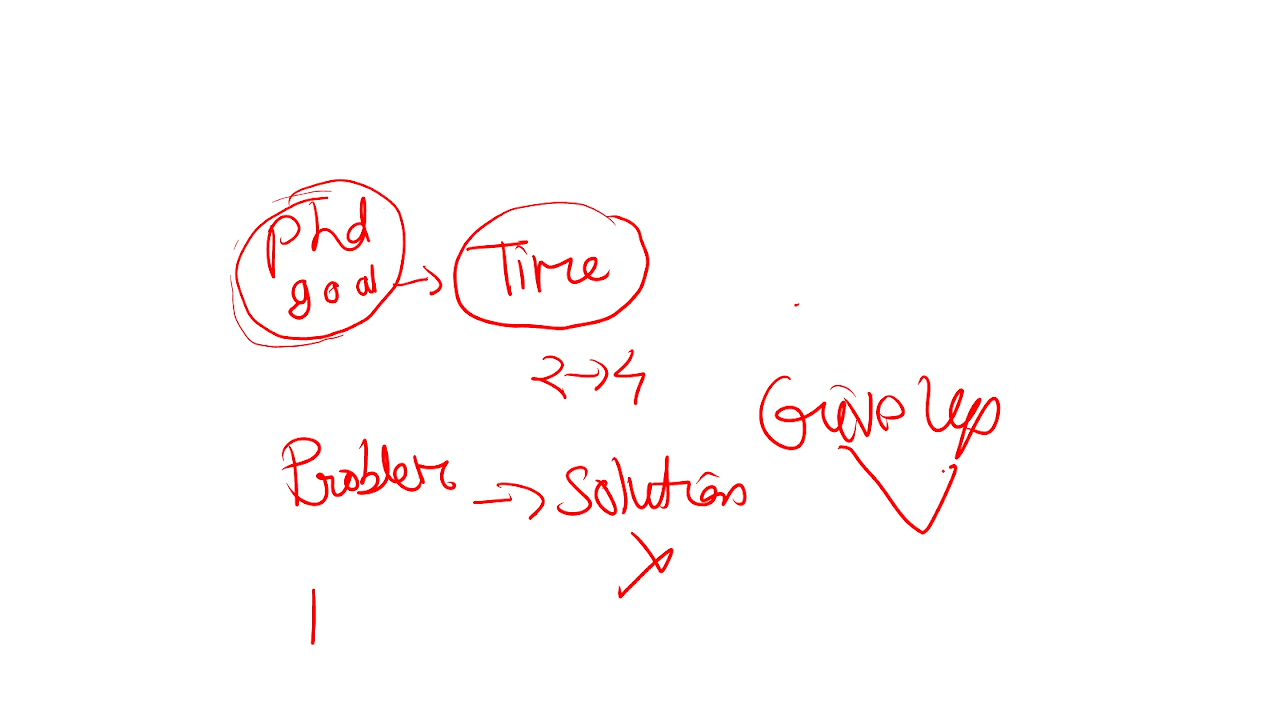 Phd
goal → Time
2→4
Give Up
Problem → Solution